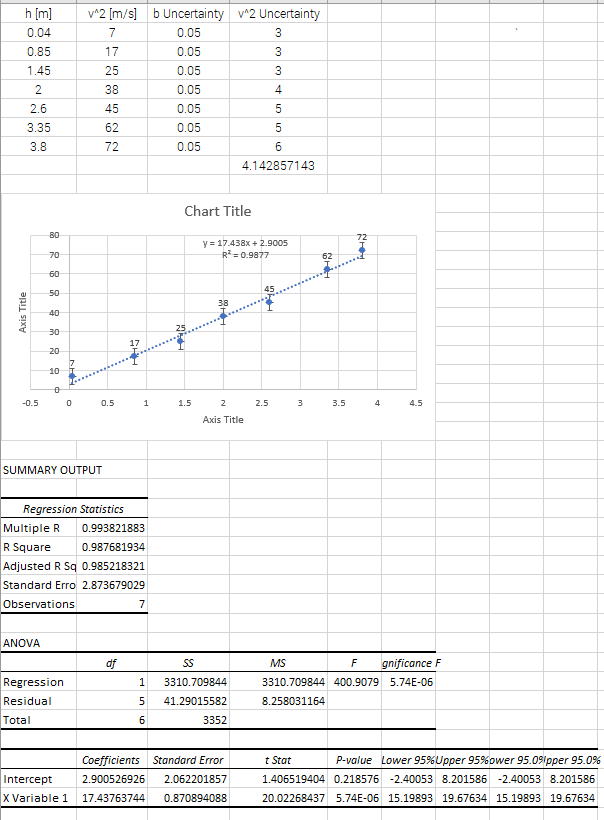 h [m] v^2 [m/s] b Uncertainty v^2 Uncertainty
0.04 7 0.05 3
0.85 17 0.05 3
1.45 25 0.05 3
2 38 0.05 4
2.6 45 0.05 5
3.35 62 0.05 5
3.8 72 0.05 6
4.142857143
Chart Title
y = 17.438x + 2.9005
R² = 0.9877
80
70
60
50
40
30
20
10
0
7 17 25 38 45 62 72
-0.5 0 0.5 1 1.5 2 2.5 3 3.5 4 4.5
Axis Title
Axis Title
SUMMARY OUTPUT
Regression Statistics
Multiple R 0.993821883
R Square 0.987681934
Adjusted R Sq 0.985218321
Standard Erro 2.873679029
Observations 7
ANOVA
df SS MS F gnificance F
Regression 1 3310.709844 3310.709844 400.9079 5.74E-06
Residual 5 41.29015582 8.258031164
Total 6 3352
Coefficients Standard Error t Stat P-value Lower 95% Upper 95% ower 95.0% pper 95.0%
Intercept 2.900526926 2.062201857 1.406519404 0.218576 -2.40053 8.201586 -2.40053 8.201586
X Variable 1 17.43763744 0.870894088 20.02268437 5.74E-06 15.19893 19.67634 15.19893 19.67634